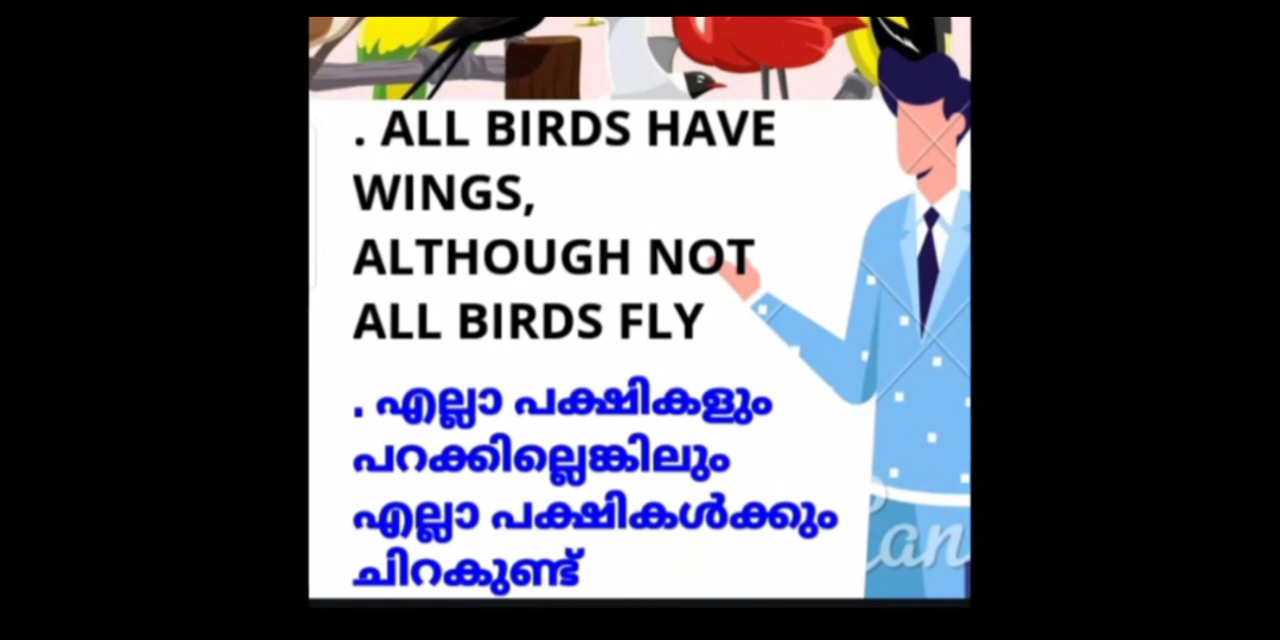 . ALL BIRDS HAVE
WINGS,
ALTHOUGH NOT
ALL BIRDS FLY
. എല്ലാ പക്ഷികളും
പറക്കില്ലെങ്കിലും
എല്ലാ പക്ഷികൾക്കും
ചിറകുണ്ട്